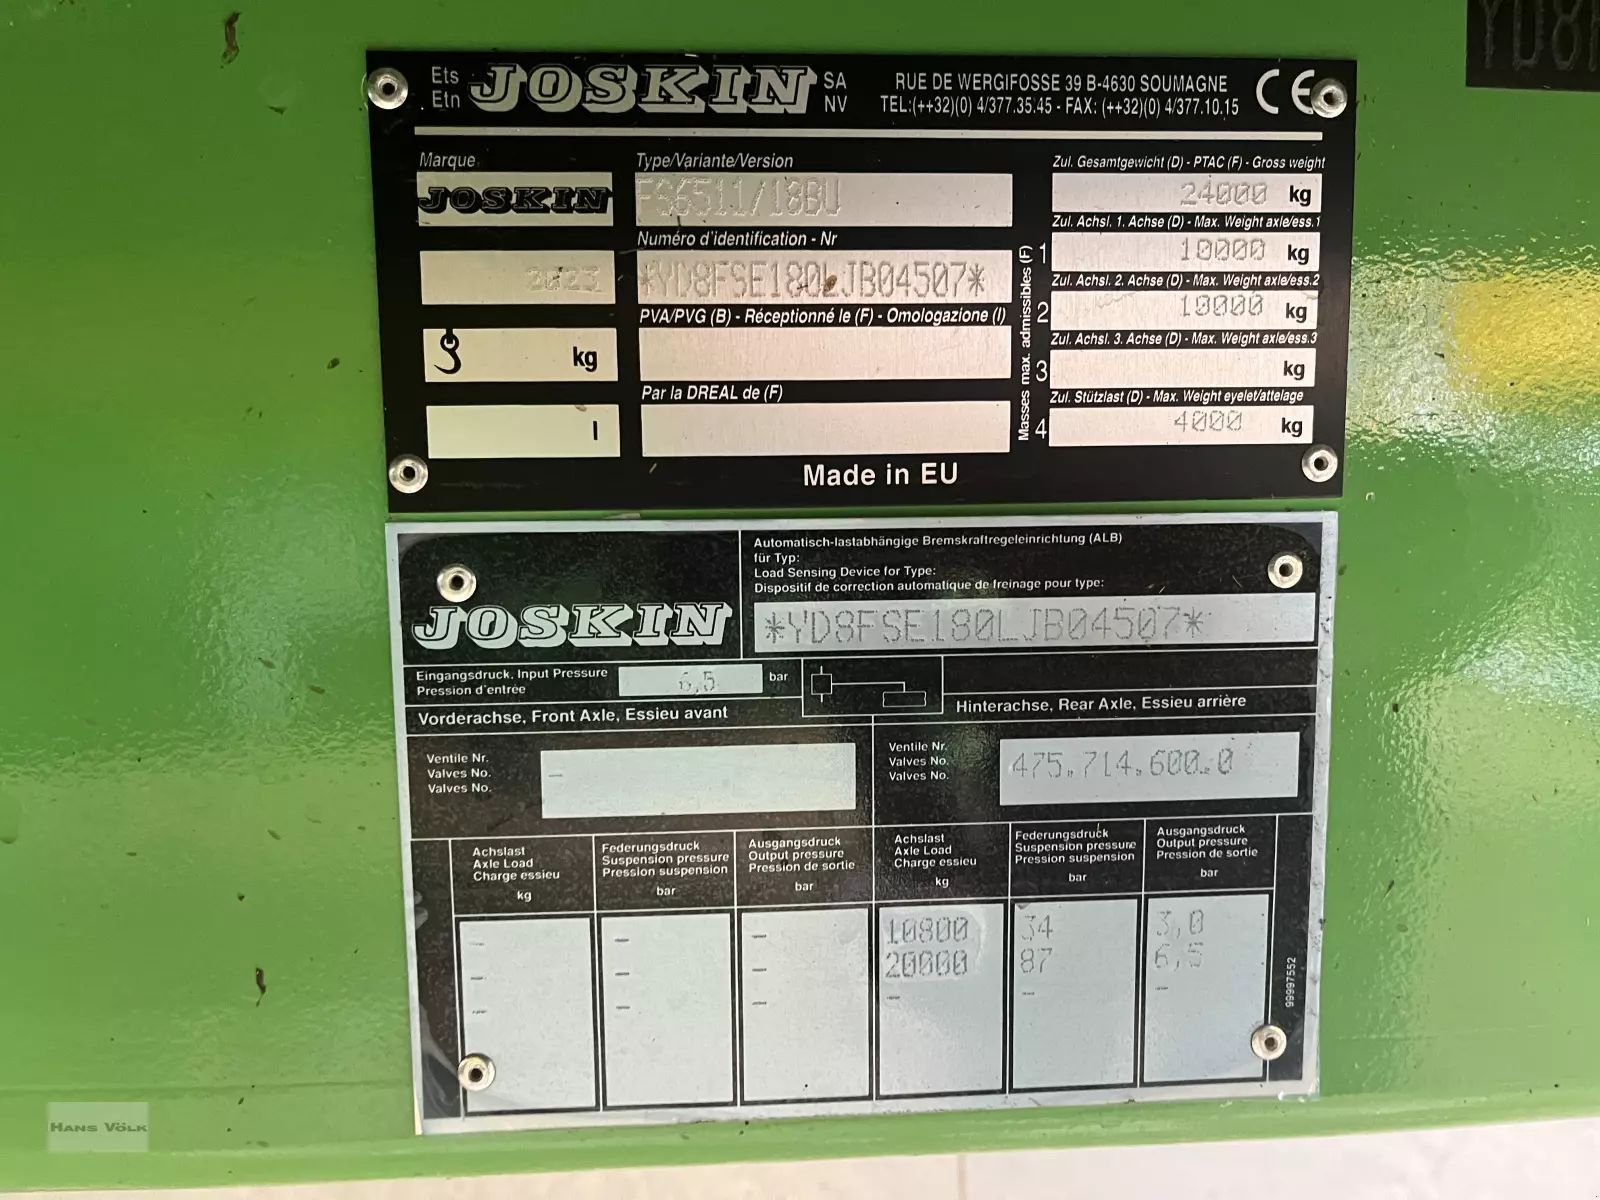 YD8F
Ets JOSKIN SA
Etn NV
RUE DE WERGIFOSSE 39 B-4630 SOUMAGNE
TEL:(++32)(0) 4/377.35.45 - FAX: (++32)(0) 4/377.10.15
CE
Marque
JOSKIN
2023
kg
l
Type/Variante/Version
FS6511/18BU
Numéro d'identification - Nr
*YD8FSE180LJB04507*
PVA/PVG (B) - Réceptionné le (F) - Omologazione (I)
Par la DREAL de (F)
Masses max. admissibles (F)
Zul. Gesamtgewicht (D) - PTAC (F) - Gross weight
24000 kg
Zul. Achsl. 1. Achse (D) - Max. Weight axle/ess.1
1 10000 kg
Zul. Achsl. 2. Achse (D) - Max. Weight axle/ess.2
2 10000 kg
Zul. Achsl. 3. Achse (D) - Max. Weight axle/ess.3
3 kg
Zul. Stützlast (D) - Max. Weight eyelet/attelage
4 4000 kg
Made in EU
JOSKIN
Automatisch-lastabhängige Bremskraftregeleinrichtung (ALB)
für Typ:
Load Sensing Device for Type:
Dispositif de correction automatique de freinage pour type:
*YD8FSE180LJB04507*
Eingangsdruck. Input Pressure
Pression d'entrée
6,5 bar
Vorderachse, Front Axle, Essieu avant
Hinterachse, Rear Axle, Essieu arrière
Ventile Nr.
Valves No.
Valves No.
-
Ventile Nr.
Valves No.
Valves No.
475.714.600.0
Achslast
Axle Load
Charge essieu
kg
Federungsdruck
Suspension pressure
Pression suspension
bar
Ausgangsdruck
Output pressure
Pression de sortie
bar
Achslast
Axle Load
Charge essieu
kg
Federungsdruck
Suspension pressure
Pression suspension
bar
Ausgangsdruck
Output pressure
Pression de sortie
bar
- - - 10800 34 3,0
- - - 20000 87 6,5
- - - - - -
99997552
HANS VÖLK